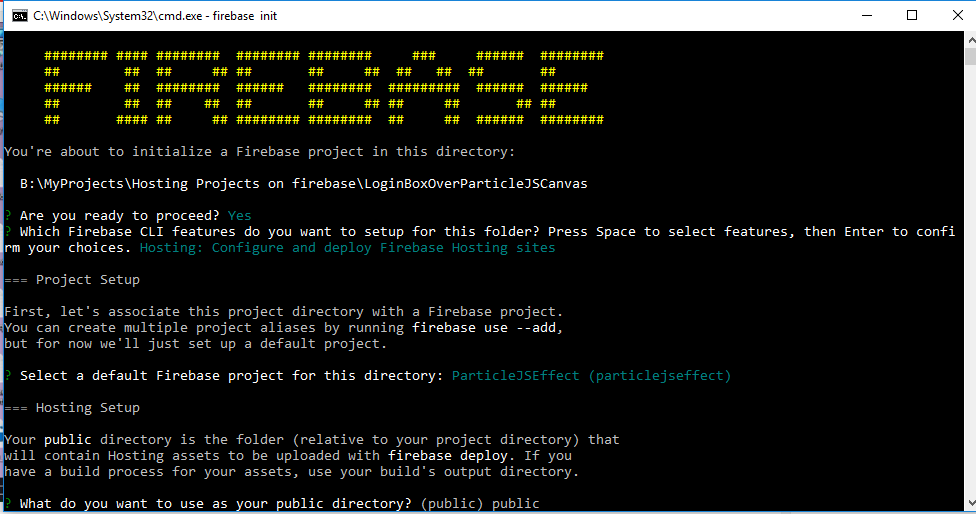 C:\Windows\System32\cmd.exe - firebase init
FIREBASE
You're about to initialize a Firebase project in this directory:
B:\MyProjects\Hosting Projects on firebase\LoginBoxOverParticleJSCanvas
? Are you ready to proceed? Yes
? Which Firebase CLI features do you want to setup for this folder? Press Space to select features, then Enter to confi
rm your choices. Hosting: Configure and deploy Firebase Hosting sites
=== Project Setup
First, let's associate this project directory with a Firebase project.
You can create multiple project aliases by running firebase use --add,
but for now we'll just set up a default project.
? Select a default Firebase project for this directory: ParticleJSEffect (particlejseffect)
=== Hosting Setup
Your public directory is the folder (relative to your project directory) that
will contain Hosting assets to be uploaded with firebase deploy. If you
have a build process for your assets, use your build's output directory.
? What do you want to use as your public directory? (public) public